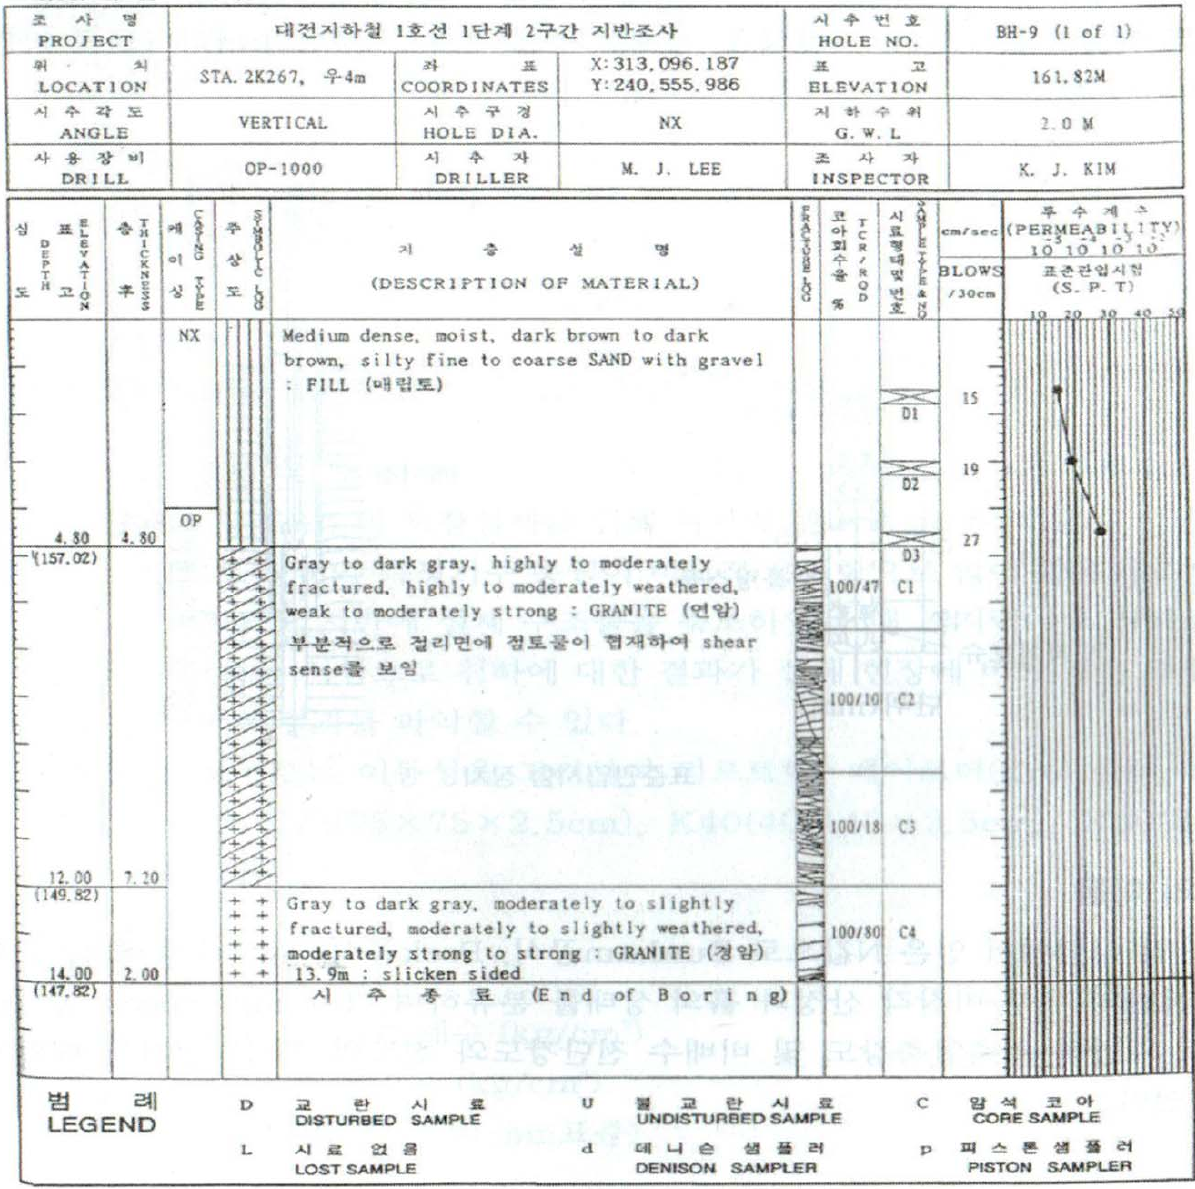 조 사 명 대전지하철 1호선 1단계 2구간 지반조사 시 추 번 호 BH-9 (1 of 1)
PROJECT HOLE NO.
위 치 STA. 2K267, 우4m 좌 표 X:313,096.187 표 고 161.82M
LOCATION COORDINATES Y:240,555.986 ELEVATION
시 추 각 도 VERTICAL 시 추 구 경 NX 지 하 수 위 2.0 M
ANGLE HOLE DIA. G.W.L
사 용 장 비 OP-1000 시 추 자 M. J. LEE 조 사 자 K. J. KIM
DRILL DRILLER INSPECTOR
심 도 DEPTH
표 고 ELEVATION
층 후 THICKNESS
케 이 싱 CASING TYPE
주 상 도 SYMBOLIC LOG
지 층 설 명
(DESCRIPTION OF MATERIAL)
FRACTURE LOG
코아회수율 % TCR/RQD
시료형태및번호 SAMPLE TYPE & NO
cm/sec
투 수 계 수
(PERMEABILITY)
10-5 10-4 10-3 10-2
BLOWS
/30cm
표준관입시험
(S. P. T)
10 20 30 40 50
NX Medium dense, moist, dark brown to dark
brown, silty fine to coarse SAND with gravel
: FILL (매립토)
15
D1
19
D2
OP
4.80 4.80 27
(157.02) D3
Gray to dark gray, highly to moderately
fractured, highly to moderately weathered, 100/47 C1
weak to moderately strong : GRANITE (연암)
부분적으로 절리면에 점토물이 협재하여 shear
sense를 보임
100/10 C2
100/18 C3
12.00 7.20
(149.82)
Gray to dark gray, moderately to slightly
fractured, moderately to slightly weathered, 100/80 C4
moderately strong to strong : GRANITE (경암)
14.00 2.00 13.9m : slicken sided
(147.82) 시 추 종 료 (End of Boring)
범 례 D 교 란 시 료 U 불 교 란 시 료 C 암 석 코 아
LEGEND DISTURBED SAMPLE UNDISTURBED SAMPLE CORE SAMPLE
L 시 료 없 음 d 데 니 슨 샘 플 러 p 피 스 톤 샘 플 러
LOST SAMPLE DENISON SAMPLER PISTON SAMPLER